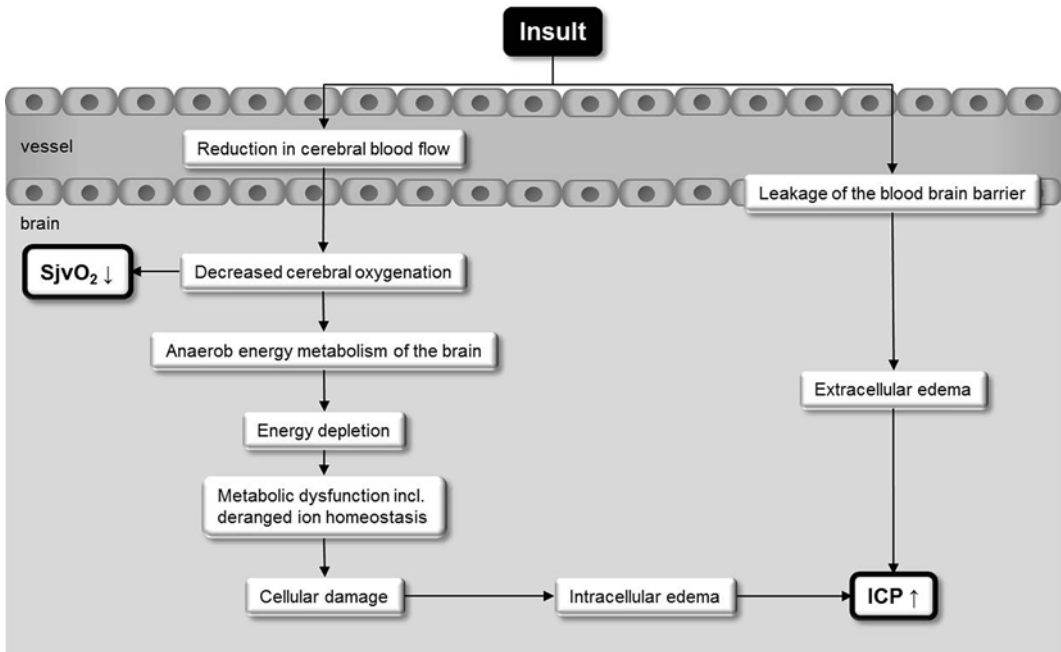 Insult
vessel
Reduction in cerebral blood flow
Leakage of the blood brain barrier
brain
SjvO₂ ↓
Decreased cerebral oxygenation
Anaerob energy metabolism of the brain
Extracellular edema
Energy depletion
Metabolic dysfunction incl.
deranged ion homeostasis
Cellular damage
Intracellular edema
ICP ↑